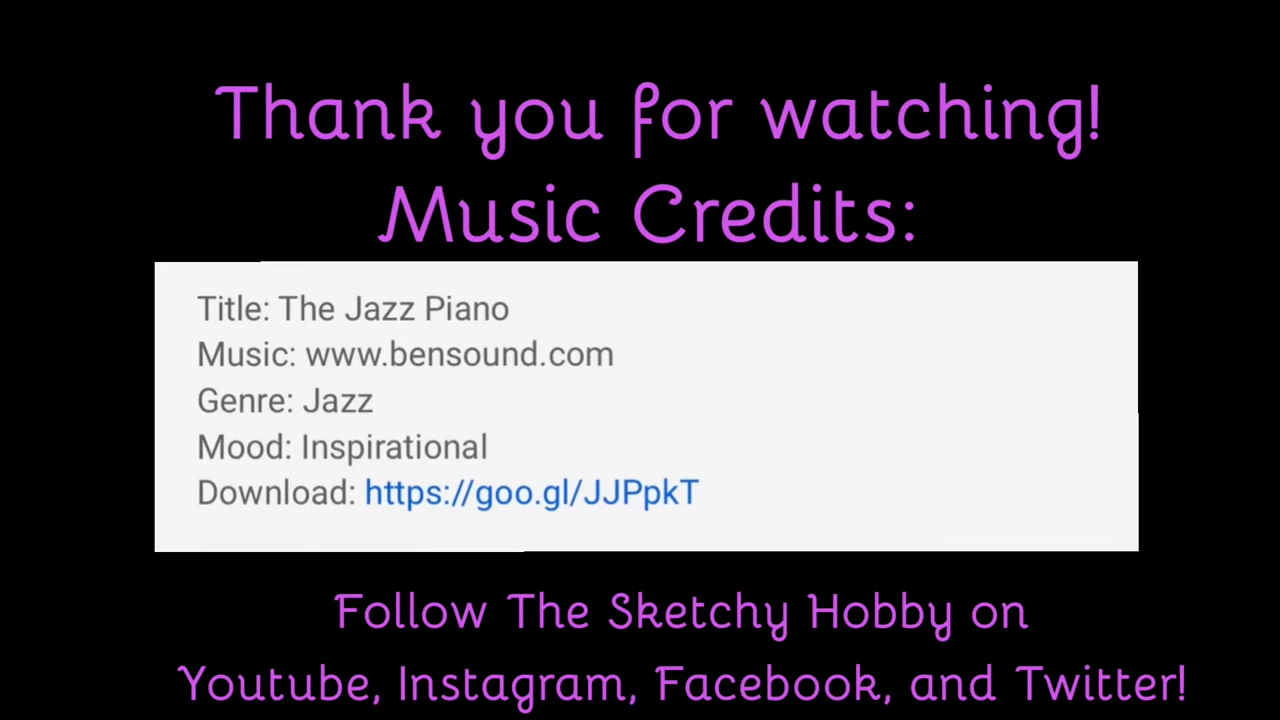 Thank you for watching!
Music Credits:
Title: The Jazz Piano
Music: www.bensound.com
Genre: Jazz
Mood: Inspirational
Download: https://goo.gl/JJPpkT
Follow The Sketchy Hobby on
Youtube, Instagram, Facebook, and Twitter!